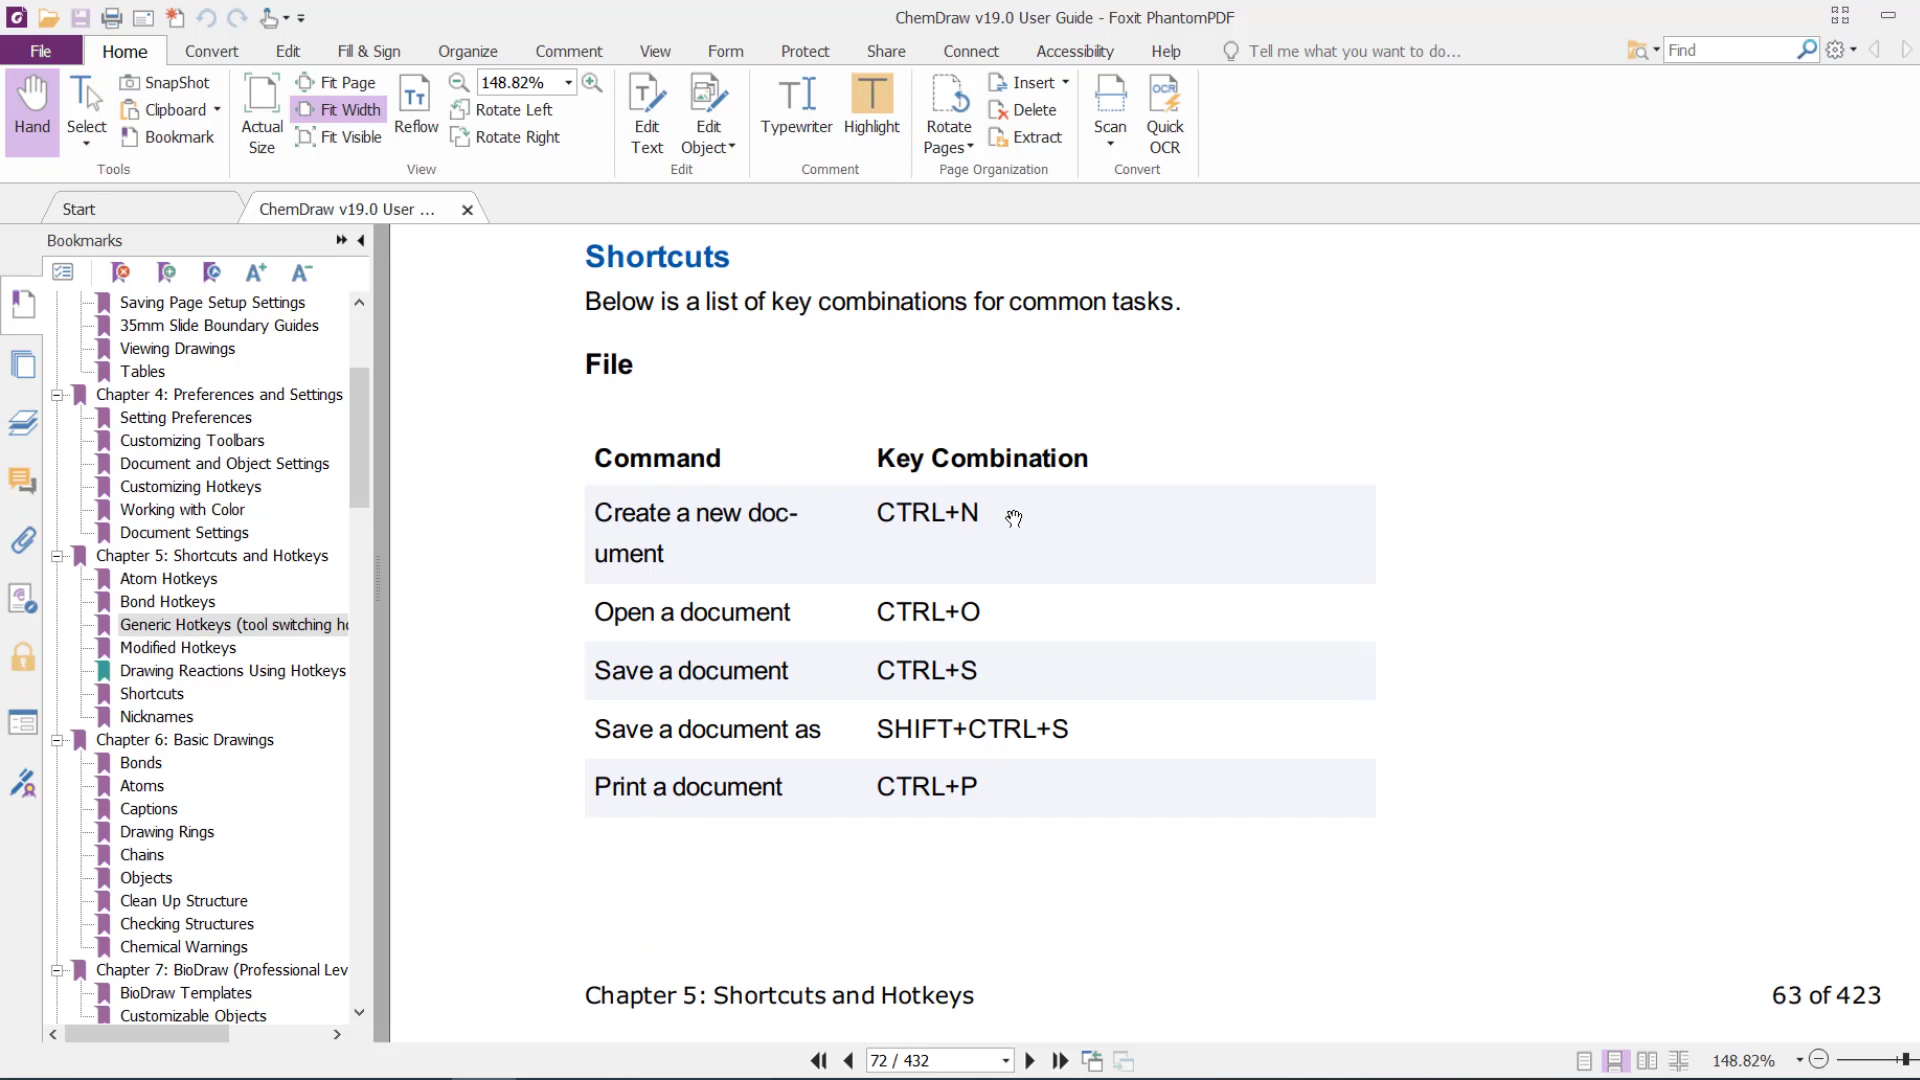 ChemDraw v19.0 User Guide - Foxit PhantomPDF
File Home Convert Edit Fill & Sign Organize Comment View Form Protect Share Connect Accessibility Help Tell me what you want to do... Find
Hand
Select
SnapShot
Clipboard
Bookmark
Tools
Actual
Size
Fit Page
Fit Width
Fit Visible
Reflow
148.82%
Rotate Left
Rotate Right
View
Edit
Text
Edit
Object
Edit
Typewriter
Highlight
Comment
Rotate
Pages
Insert
Delete
Extract
Page Organization
Scan
Quick
OCR
Convert
Start
ChemDraw v19.0 User ...
Bookmarks
Saving Page Setup Settings
35mm Slide Boundary Guides
Viewing Drawings
Tables
Chapter 4: Preferences and Settings
Setting Preferences
Customizing Toolbars
Document and Object Settings
Customizing Hotkeys
Working with Color
Document Settings
Chapter 5: Shortcuts and Hotkeys
Atom Hotkeys
Bond Hotkeys
Generic Hotkeys (tool switching ho
Modified Hotkeys
Drawing Reactions Using Hotkeys
Shortcuts
Nicknames
Chapter 6: Basic Drawings
Bonds
Atoms
Captions
Drawing Rings
Chains
Objects
Clean Up Structure
Checking Structures
Chemical Warnings
Chapter 7: BioDraw (Professional Lev
BioDraw Templates
Customizable Objects
Shortcuts
Below is a list of key combinations for common tasks.
File
Command Key Combination
Create a new doc- CTRL+N
ument
Open a document CTRL+O
Save a document CTRL+S
Save a document as SHIFT+CTRL+S
Print a document CTRL+P
Chapter 5: Shortcuts and Hotkeys 63 of 423
72 / 432
148.82%